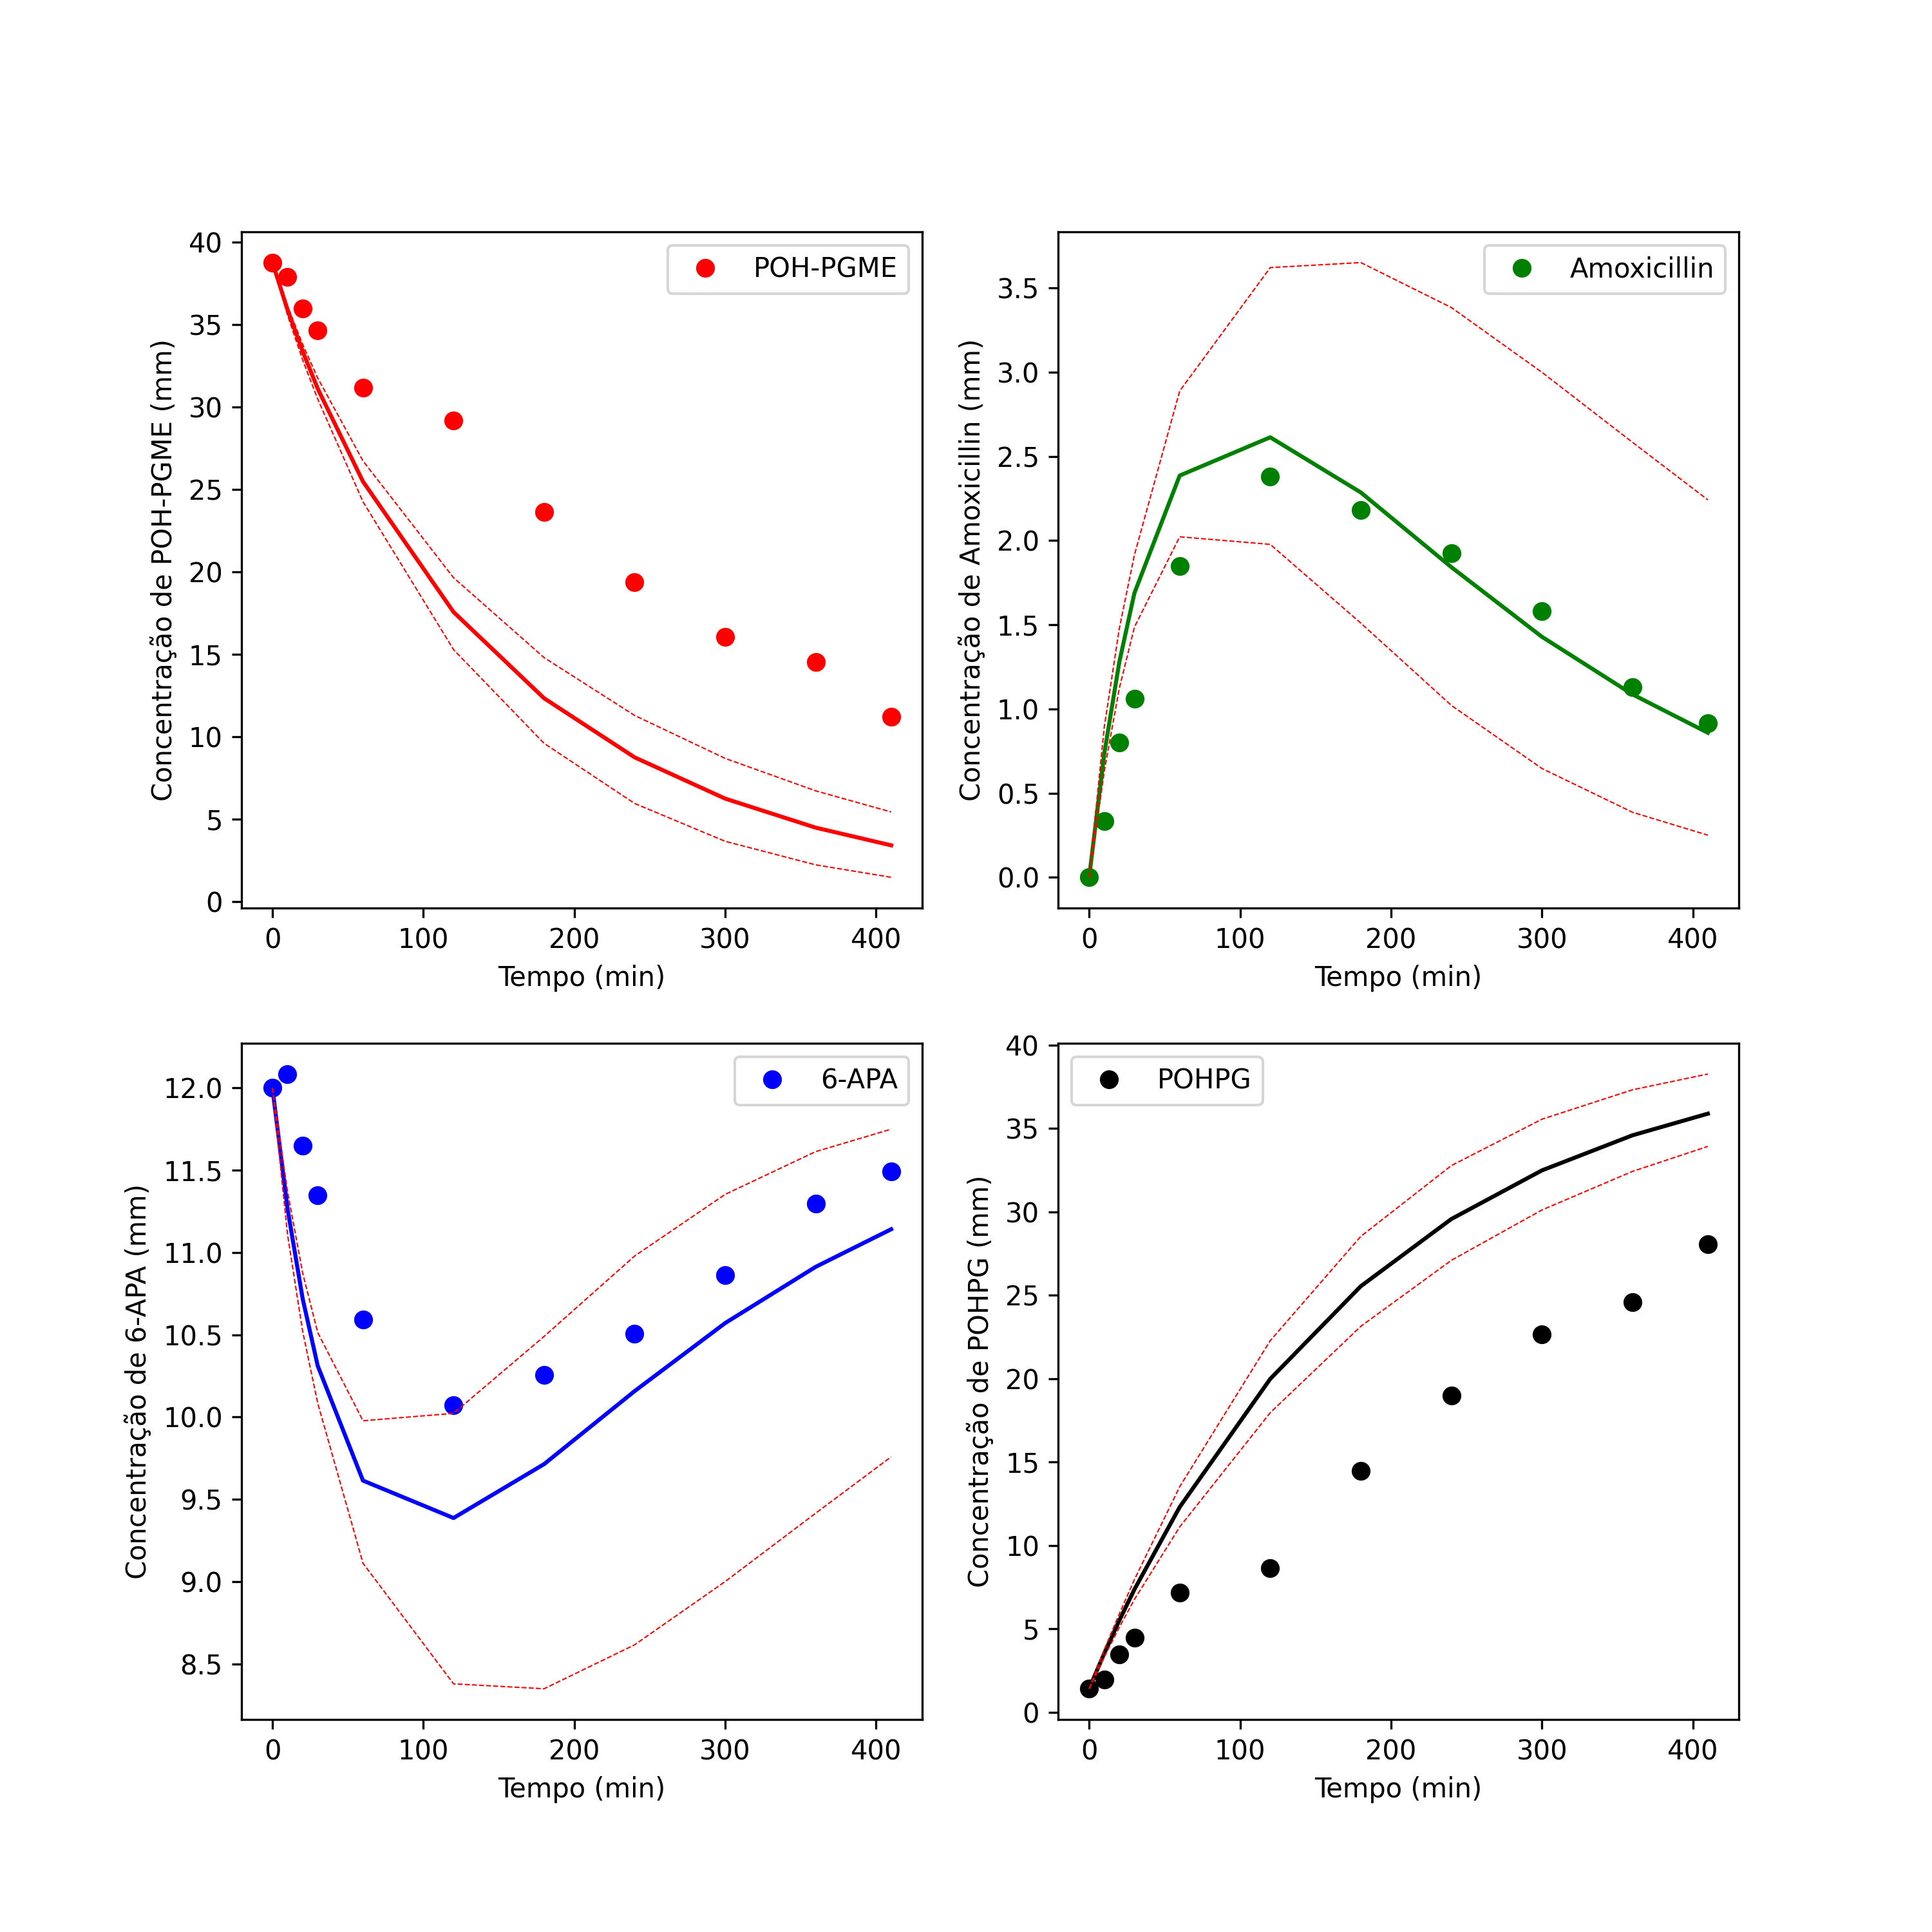 40
35
30
25
20
15
10
5
0
Concentração de POH-PGME (mm)
POH-PGME
0 100 200 300 400
Tempo (min)
3.5
3.0
2.5
2.0
1.5
1.0
0.5
0.0
Concentração de Amoxicillin (mm)
Amoxicillin
0 100 200 300 400
Tempo (min)
12.0
11.5
11.0
10.5
10.0
9.5
9.0
8.5
Concentração de 6-APA (mm)
6-APA
0 100 200 300 400
Tempo (min)
40
35
30
25
20
15
10
5
0
Concentração de POHPG (mm)
POHPG
0 100 200 300 400
Tempo (min)